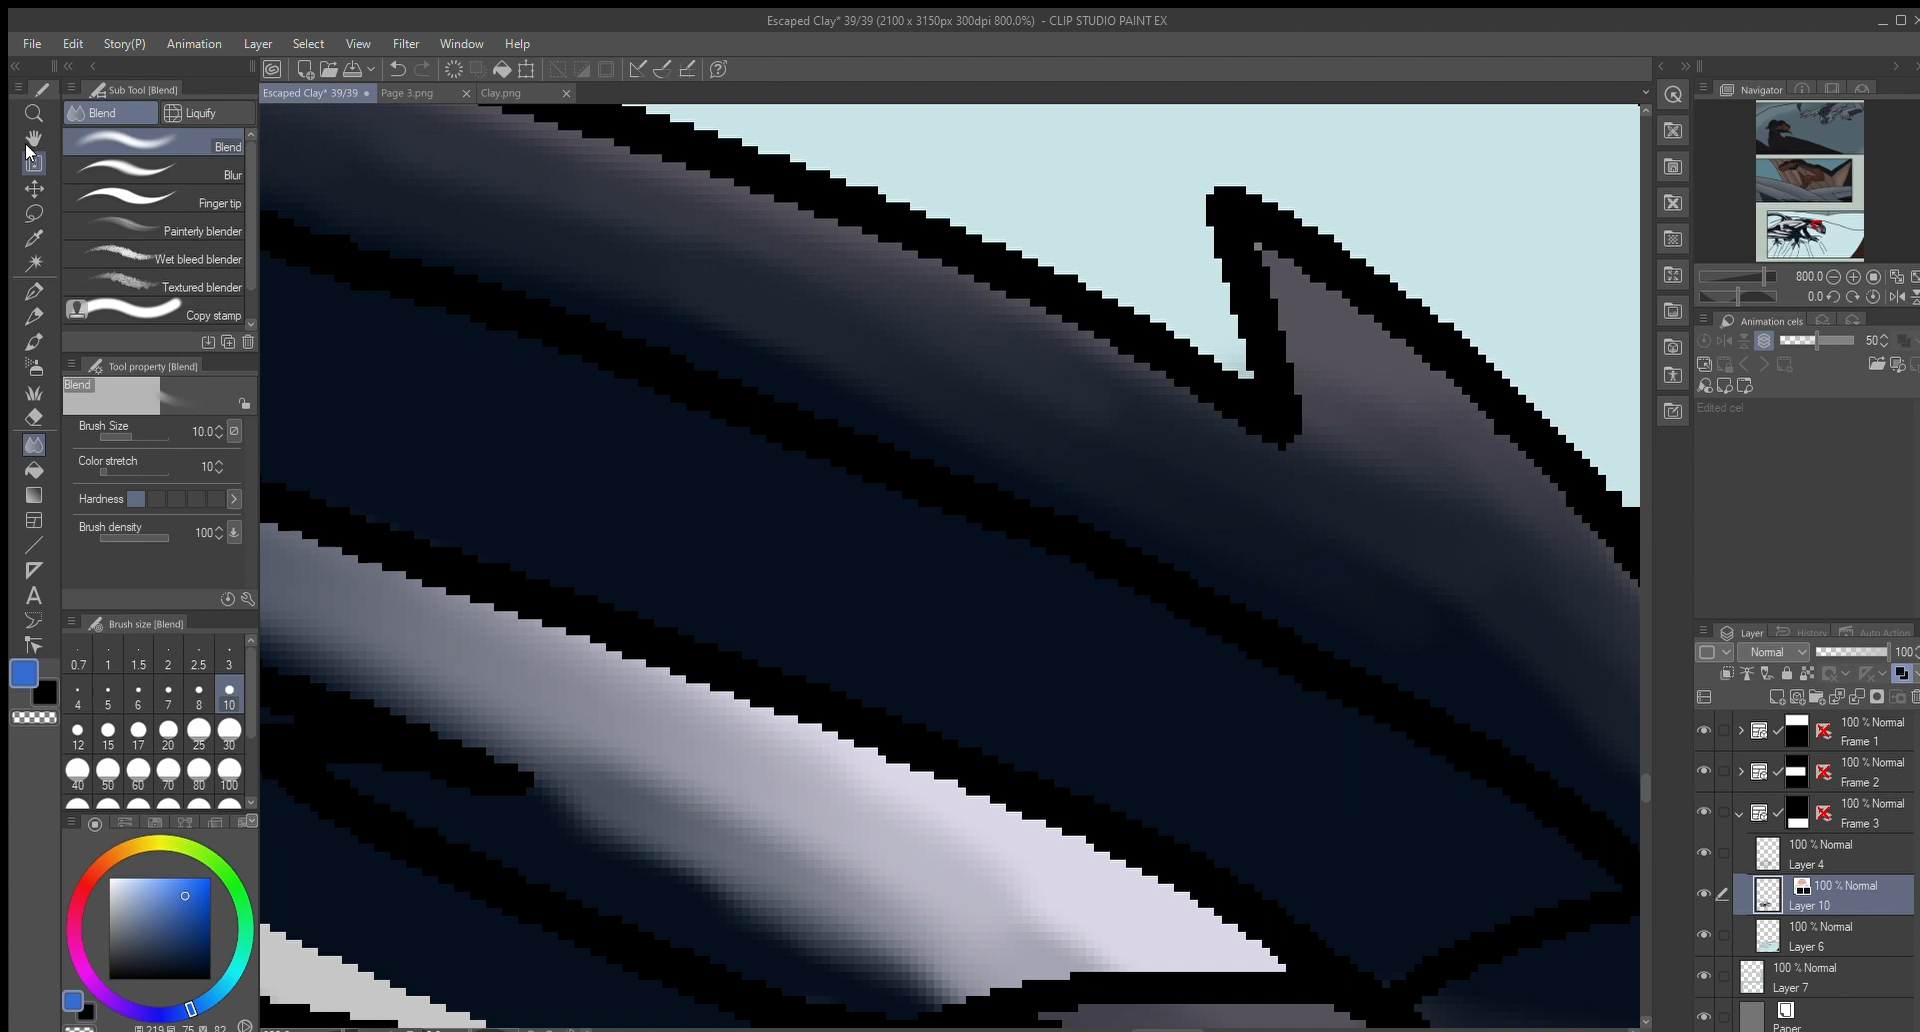 Escaped Clay* 39/39 (2100 x 3150px 300dpi 800.0%) - CLIP STUDIO PAINT EX
File Edit Story(P) Animation Layer Select View Filter Window Help
Sub Tool [Blend]
Escaped Clay* 39/39 Page 3.png Clay.png
Navigator
Blend Liquify
Blend
Blur
Finger tip
Painterly blender
Wet bleed blender
Textured blender
Copy stamp
800.0
0.0
Animation cels
50
Edited cel
Tool property [Blend]
Blend
Brush Size 10.0
Color stretch 10
Hardness
Brush density 100
Brush size [Blend]
0.7 1 1.5 2 2.5 3
4 5 6 7 8 10
12 15 17 20 25 30
40 50 60 70 80 100
Layer History Auto Action
Normal 100
100 % Normal
Frame 1
100 % Normal
Frame 2
100 % Normal
Frame 3
100 % Normal
Layer 4
100 % Normal
Layer 10
100 % Normal
Layer 6
100 % Normal
Layer 7
Paper
219 75 82